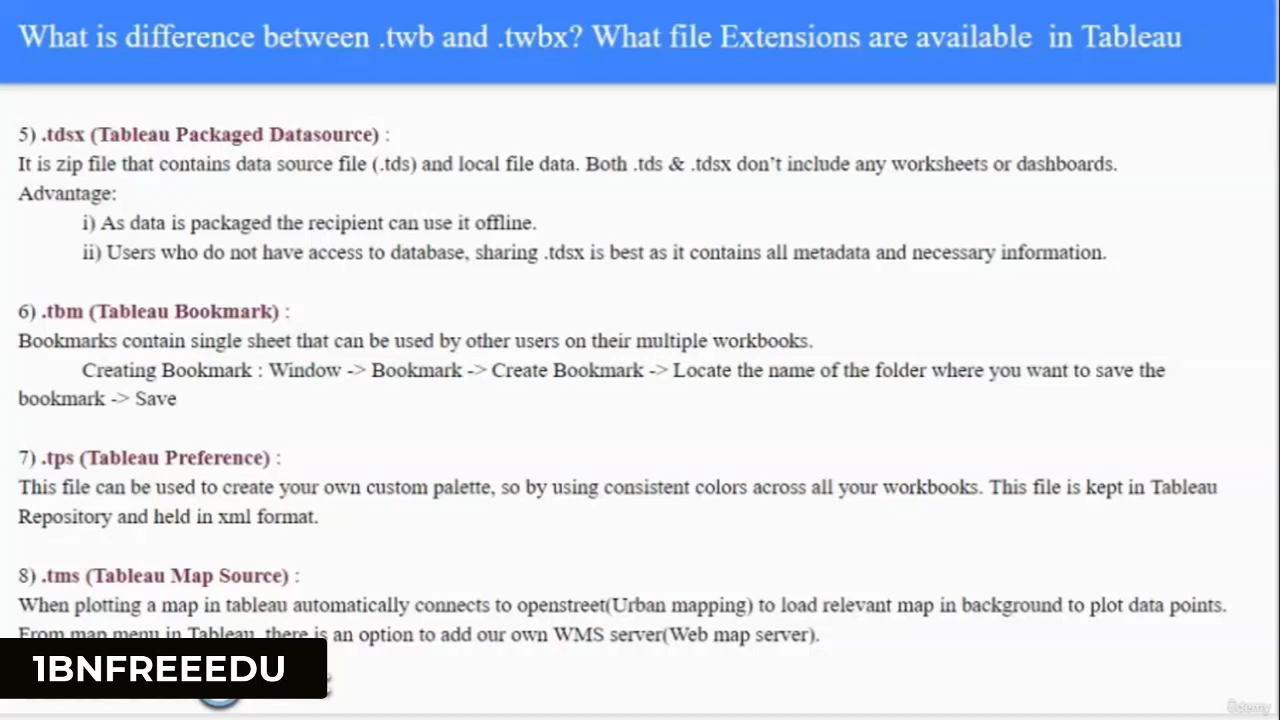 What is difference between .twb and .twbx? What file Extensions are available in Tableau
5) .tdsx (Tableau Packaged Datasource) :
It is zip file that contains data source file (.tds) and local file data. Both .tds & .tdsx don't include any worksheets or dashboards.
Advantage:
i) As data is packaged the recipient can use it offline.
ii) Users who do not have access to database, sharing .tdsx is best as it contains all metadata and necessary information.
6) .tbm (Tableau Bookmark) :
Bookmarks contain single sheet that can be used by other users on their multiple workbooks.
Creating Bookmark : Window -> Bookmark -> Create Bookmark -> Locate the name of the folder where you want to save the
bookmark -> Save
7) .tps (Tableau Preference) :
This file can be used to create your own custom palette, so by using consistent colors across all your workbooks. This file is kept in Tableau
Repository and held in xml format.
8) .tms (Tableau Map Source) :
When plotting a map in tableau automatically connects to openstreet(Urban mapping) to load relevant map in background to plot data points.
From map menu in Tableau, there is an option to add our own WMS server(Web map server).
1BNFREEEDU
ûdemy